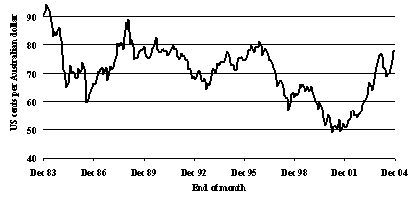 US cents per Australian dollar
90
80
70
60
50
40
Dec 83 Dec 86 Dec 89 Dec 92 Dec 95 Dec 98 Dec 01 Dec 04
End of month